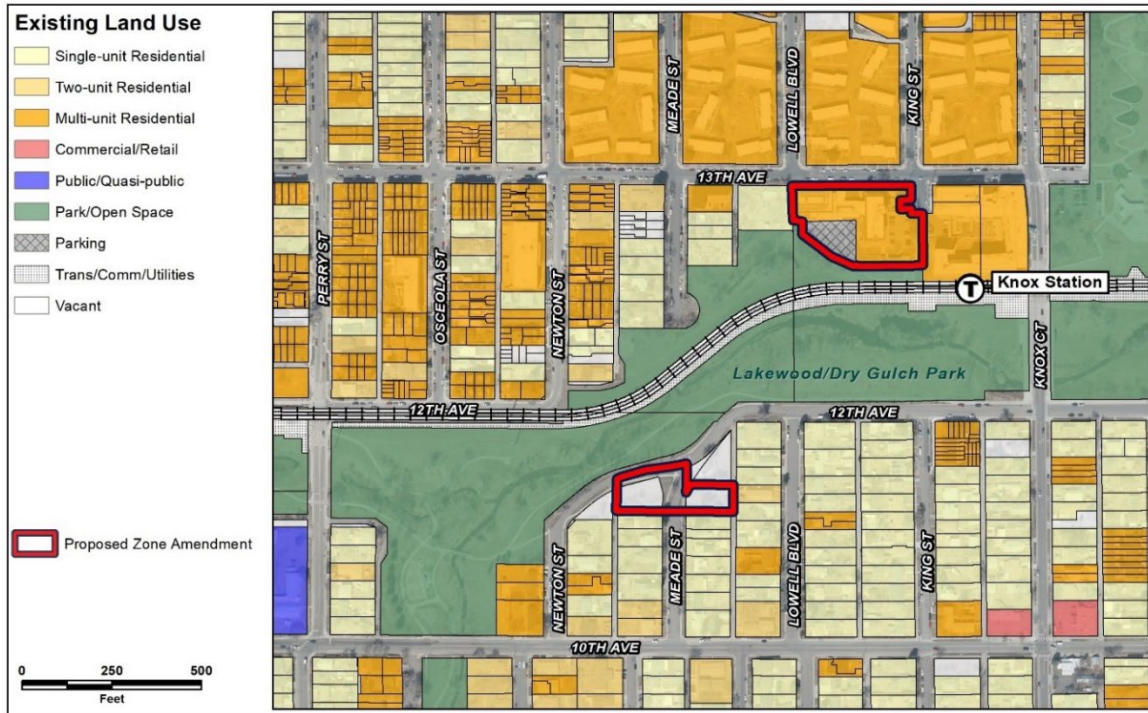 Existing Land Use
Single-unit Residential
Two-unit Residential
Multi-unit Residential
Commercial/Retail
Public/Quasi-public
Park/Open Space
Parking
Trans/Comm/Utilities
Vacant
Proposed Zone Amendment
0 250 500
Feet
MEADE ST
LOWELL BLVD
KING ST
13TH AVE
PERRY ST
OSCEOLA ST
NEWTON ST
T
Knox Station
KNOX CT
Lakewood/Dry Gulch Park
12TH AVE
12TH AVE
NEWTON ST
MEADE ST
LOWELL BLVD
KING ST
10TH AVE